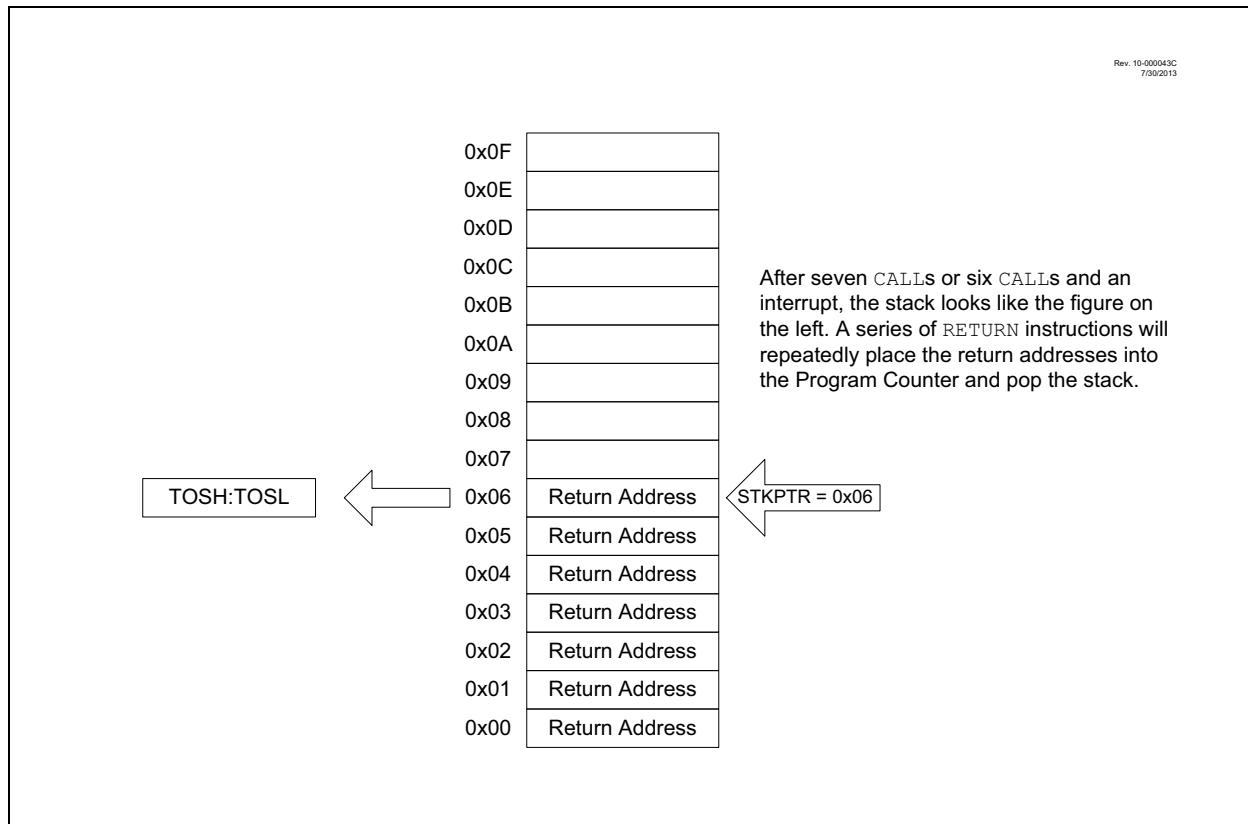 Rev. 10-000043C
7/30/2013
0x0F
0x0E
0x0D
0x0C
0x0B
0x0A
0x09
0x08
0x07
TOSH:TOSL
0x06 Return Address STKPTR = 0x06
0x05 Return Address
0x04 Return Address
0x03 Return Address
0x02 Return Address
0x01 Return Address
0x00 Return Address
After seven CALLs or six CALLs and an
interrupt, the stack looks like the figure on
the left. A series of RETURN instructions will
repeatedly place the return addresses into
the Program Counter and pop the stack.